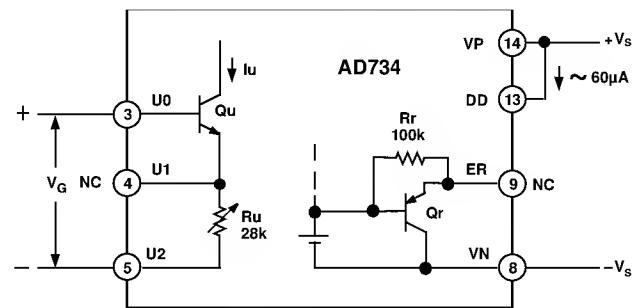 VP
14
+VS
AD734
Iu
~ 60µA
+
3
U0
Qu
DD
13
Rr
100k
VG
NC
4
U1
ER
9
NC
Ru
28k
Qr
U2
VN
–
5
8
–VS